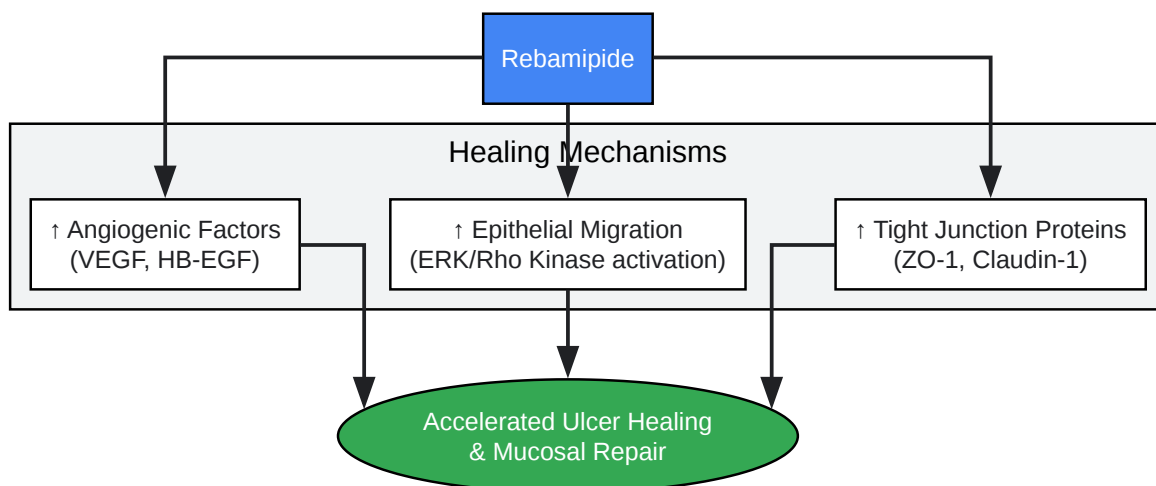 Rebamipide
Healing Mechanisms
↑ Angiogenic Factors
(VEGF, HB-EGF)
↑ Epithelial Migration
(ERK/Rho Kinase activation)
↑ Tight Junction Proteins
(ZO-1, Claudin-1)
Accelerated Ulcer Healing
& Mucosal Repair